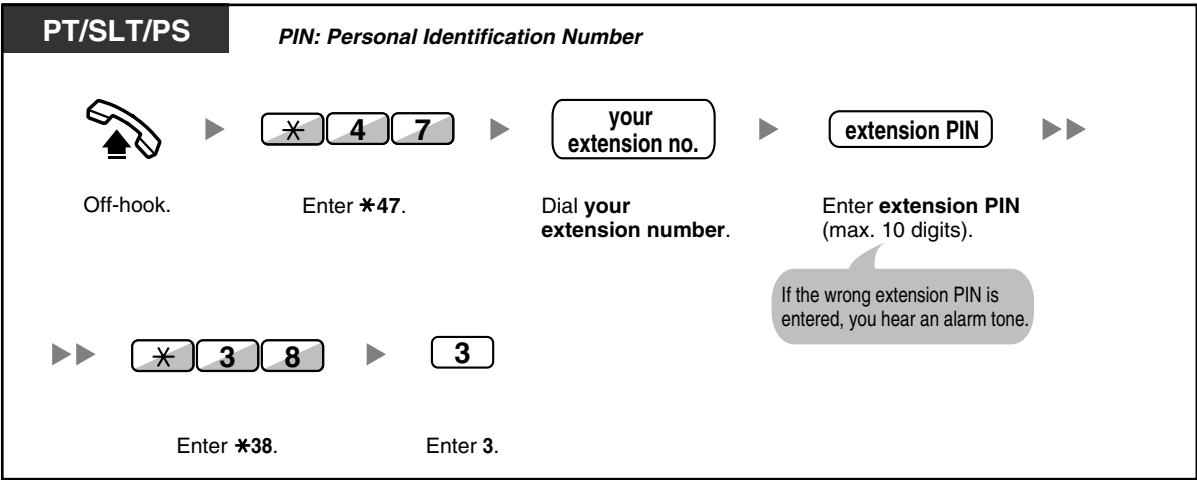 PT/SLT/PS
PIN: Personal Identification Number
✳ 4 7
your
extension no.
extension PIN
Off-hook.
Enter ✳47.
Dial your
extension number.
Enter extension PIN
(max. 10 digits).
If the wrong extension PIN is
entered, you hear an alarm tone.
✳ 3 8
3
Enter ✳38.
Enter 3.